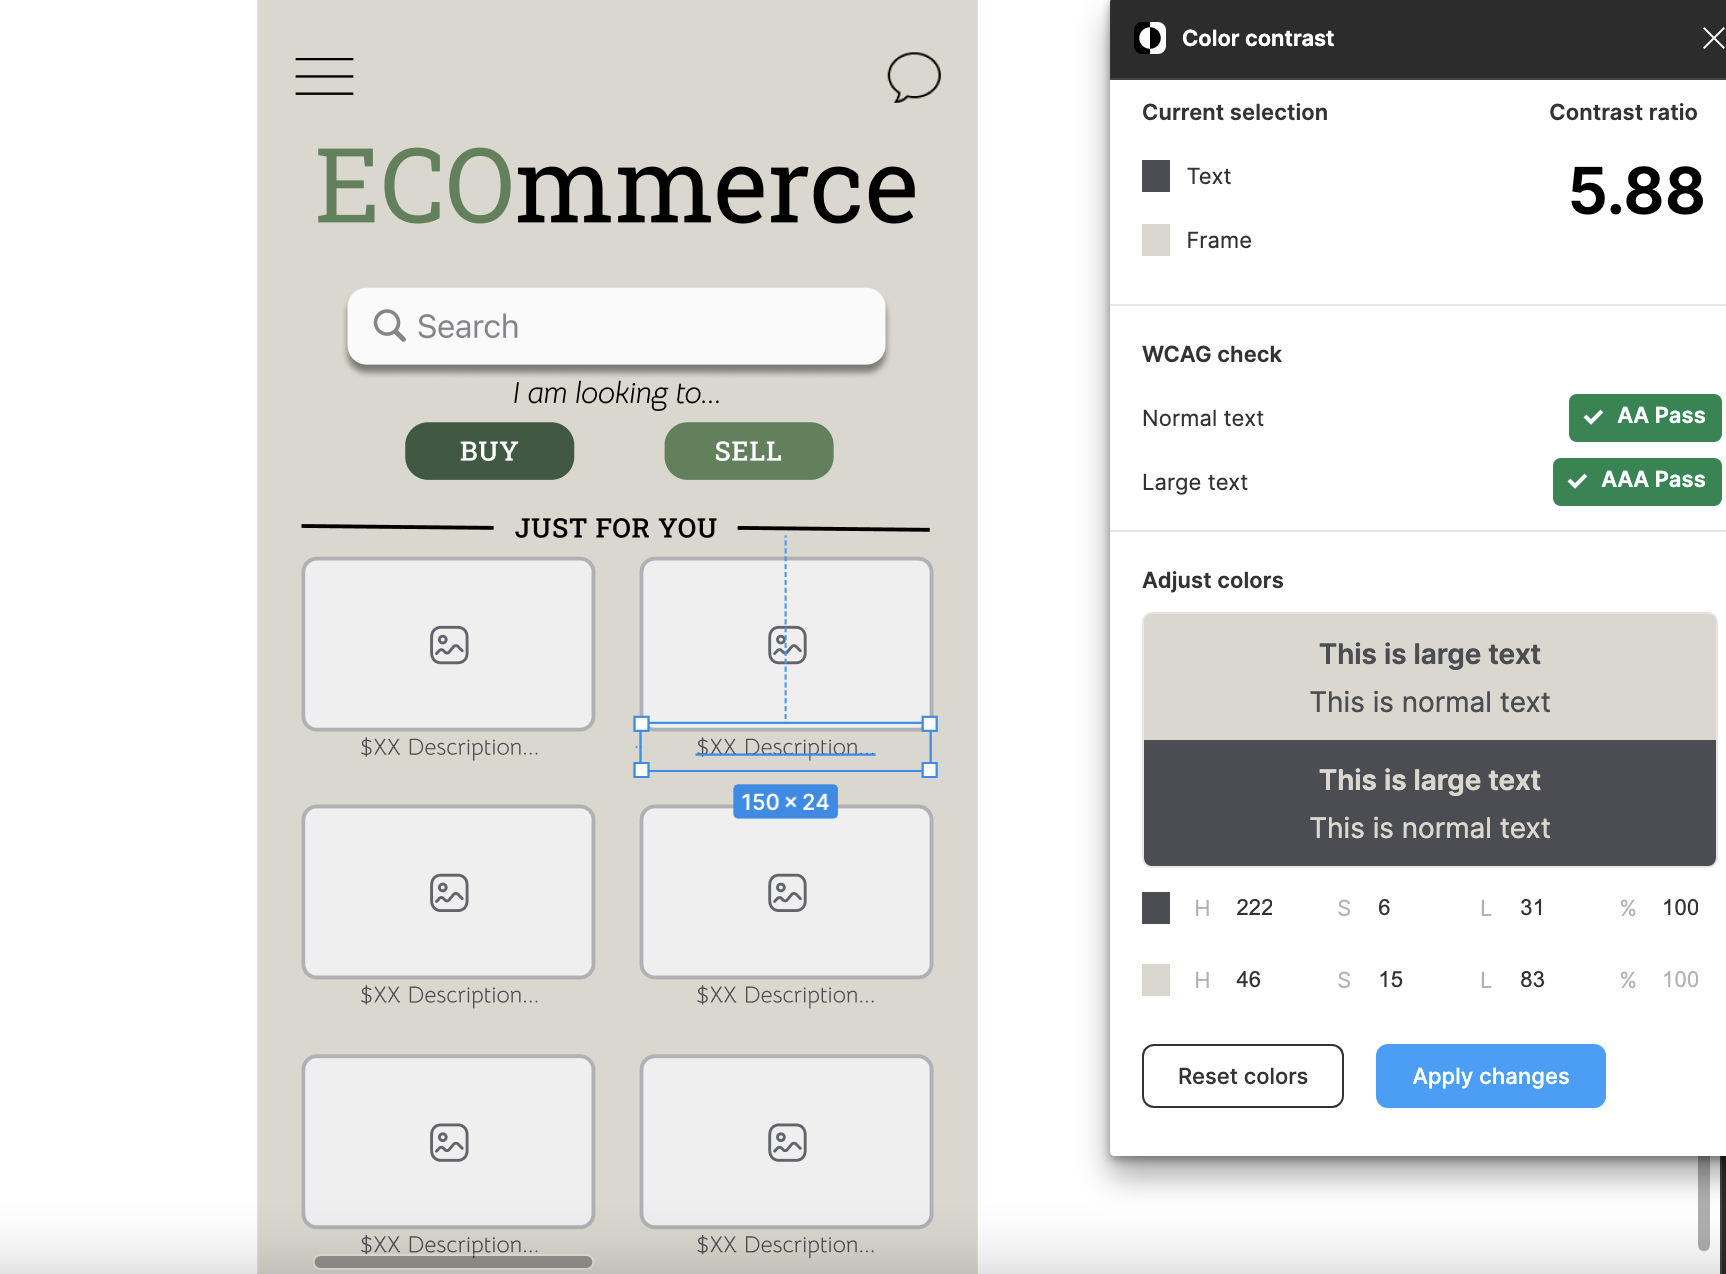 ECOmmerce
Search
I am looking to...
BUY
SELL
JUST FOR YOU
$XX Description...
$XX Description...
150 × 24
$XX Description...
$XX Description...
$XX Description...
$XX Description...
Color contrast
Current selection
Contrast ratio
Text
5.88
Frame
WCAG check
Normal text
AA Pass
Large text
AAA Pass
Adjust colors
This is large text
This is normal text
This is large text
This is normal text
H 222 S 6 L 31 % 100
H 46 S 15 L 83 % 100
Reset colors
Apply changes